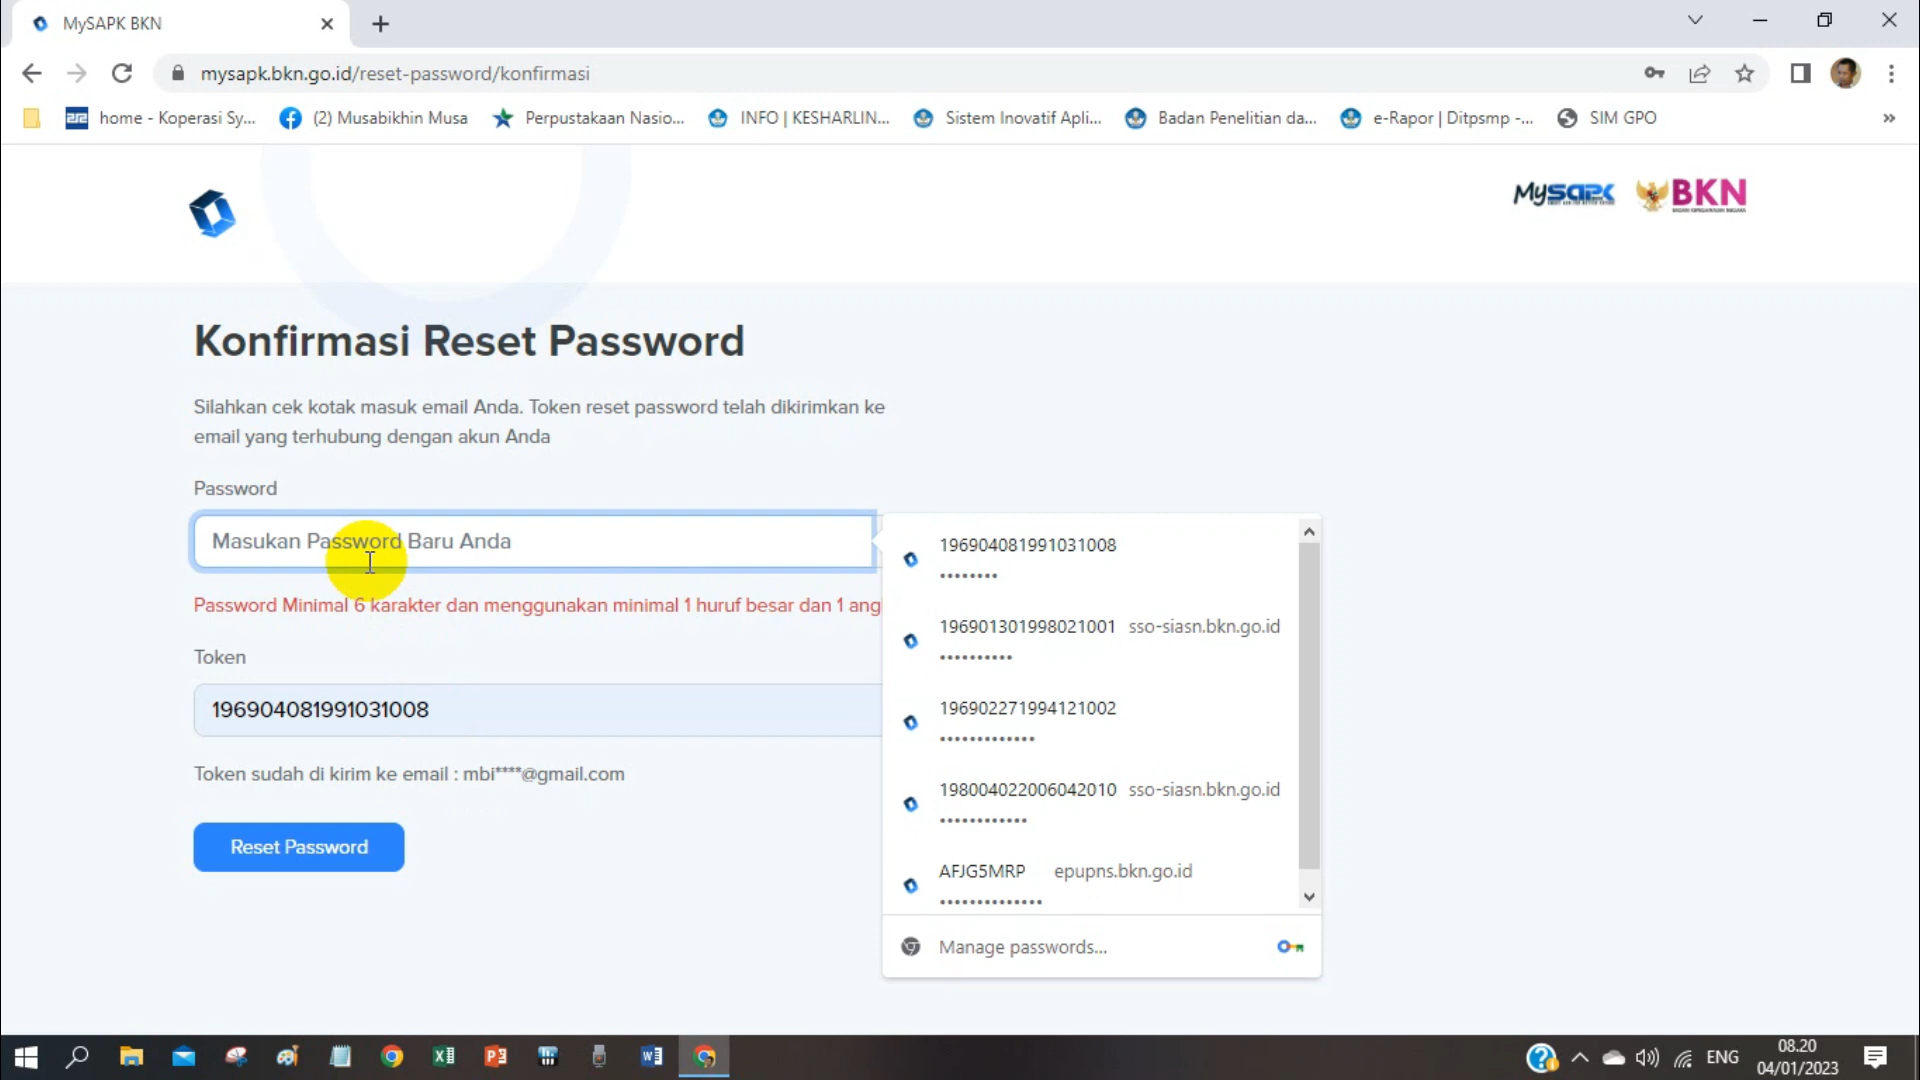 MySAPK BKN
mysapk.bkn.go.id/reset-password/konfirmasi
home - Koperasi Sy... (2) Musabikhin Musa Perpustakaan Nasio... INFO | KESHARLIN... Sistem Inovatif Apli... Badan Penelitian da... e-Rapor | Ditpsmp -... SIM GPO »
MySAPK BKN
Konfirmasi Reset Password
Silahkan cek kotak masuk email Anda. Token reset password telah dikirimkan ke
email yang terhubung dengan akun Anda
Password
Masukan Password Baru Anda
Password Minimal 6 karakter dan menggunakan minimal 1 huruf besar dan 1 angl
Token
196904081991031008
Token sudah di kirim ke email : mbi****@gmail.com
Reset Password
196904081991031008
••••••••
196901301998021001 sso-siasn.bkn.go.id
••••••••••
196902271994121002
•••••••••••••
198004022006042010 sso-siasn.bkn.go.id
••••••••••••
AFJG5MRP epupns.bkn.go.id
••••••••••••••
Manage passwords...
ENG
08.20
04/01/2023